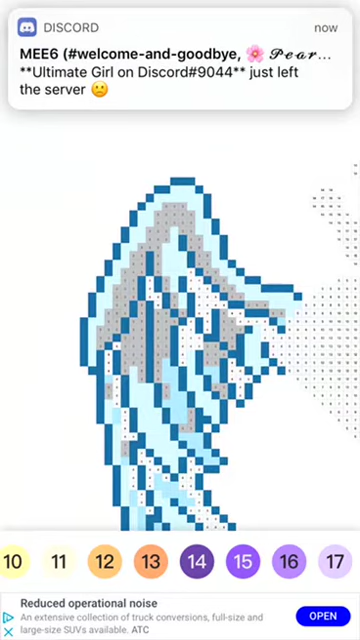 DISCORD now
MEE6 (#welcome-and-goodbye, 🌸 𝓟𝓮𝓪𝓻...
**Ultimate Girl on Discord#9044** just left
the server 🙁
10 11 12 13 14 15 16 17
Reduced operational noise
An extensive collection of truck conversions, full-size and
large-size SUVs available. ATC
OPEN